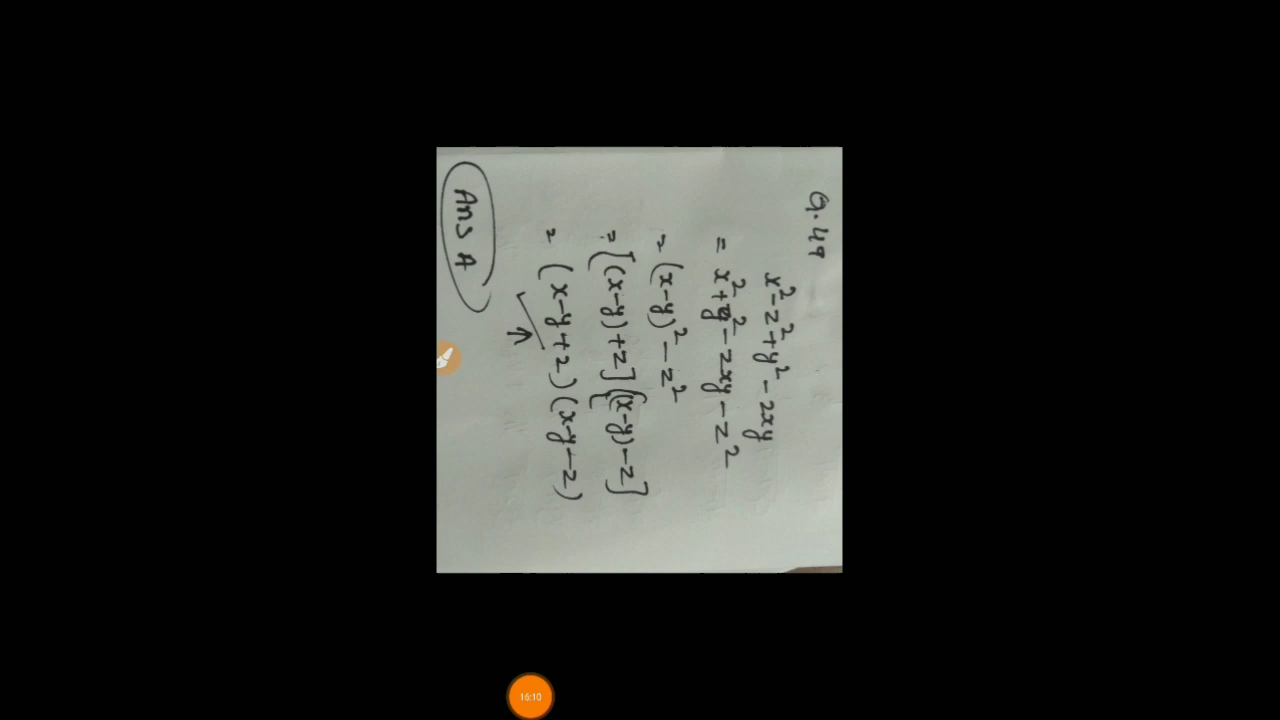 Q.49
x²-z²+y²-2xy
= x²+y²-2xy-z²
= (x-y)²-z²
= [(x-y)+z][(x-y)-z]
= (x-y+z)(x-y-z)
Ans A
16:10